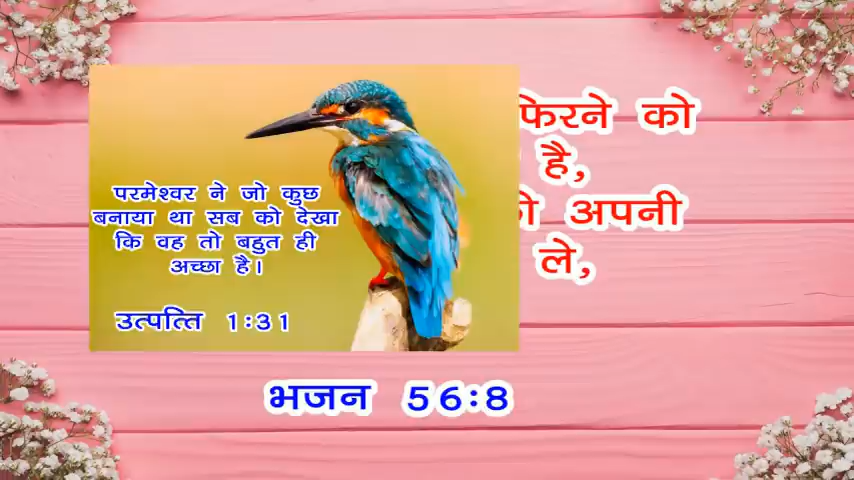 फिरने को
है,
अपनी
ले,
परमेश्वर ने जो कुछ
बनाया था सब को देखा
कि वह तो बहुत ही
अच्छा है।
उत्पत्ति 1:31
भजन 56:8